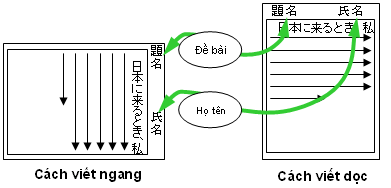 題名
氏名
日本に来るとき、私
Đề bài
Họ tên
題名 氏名
日本に来るとき、私
Cách viết ngang
Cách viết dọc